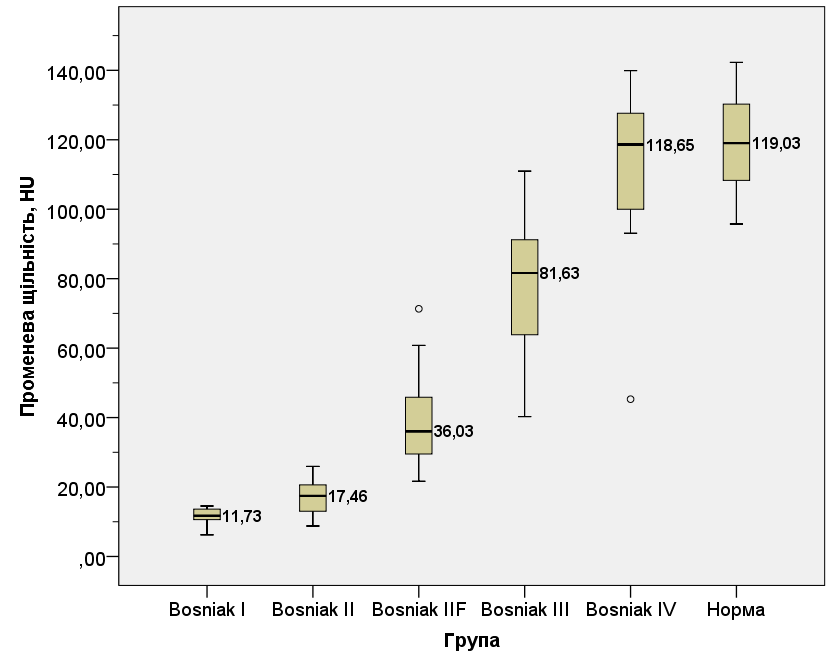 140,00
120,00
100,00
80,00
60,00
40,00
20,00
,00
Променева щільність, HU
11,73
17,46
36,03
81,63
118,65
119,03
Bosniak I
Bosniak II
Bosniak IIF
Bosniak III
Bosniak IV
Норма
Група